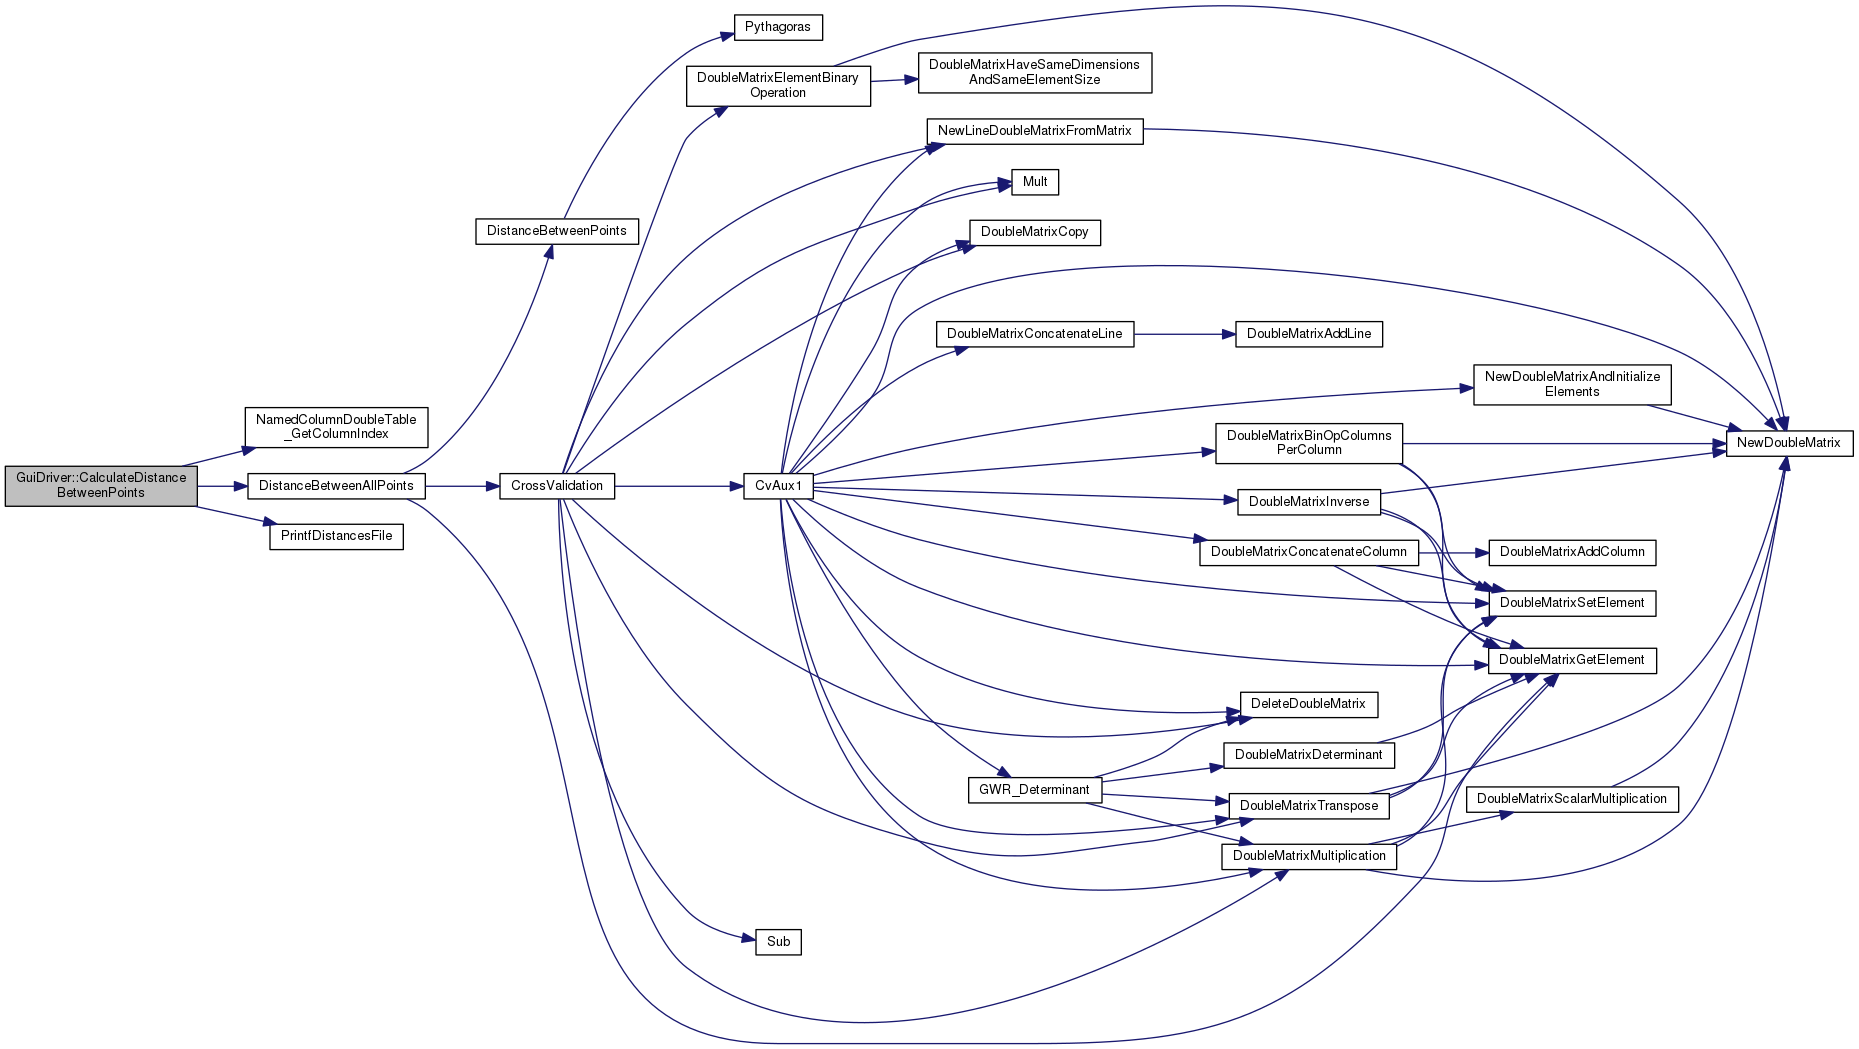 Pythagoras
DoubleMatrixElementBinary
Operation
DoubleMatrixHaveSameDimensions
AndSameElementSize
NewLineDoubleMatrixFromMatrix
Mult
DistanceBetweenPoints
DoubleMatrixCopy
DoubleMatrixConcatenateLine
DoubleMatrixAddLine
NewDoubleMatrixAndInitialize
Elements
NamedColumnDoubleTable
_GetColumnIndex
DoubleMatrixBinOpColumns
PerColumn
NewDoubleMatrix
GuiDriver::CalculateDistance
BetweenPoints
DistanceBetweenAllPoints
CrossValidation
CvAux1
DoubleMatrixInverse
PrintfDistancesFile
DoubleMatrixConcatenateColumn
DoubleMatrixAddColumn
DoubleMatrixSetElement
DoubleMatrixGetElement
DeleteDoubleMatrix
DoubleMatrixDeterminant
GWR_Determinant
DoubleMatrixTranspose
DoubleMatrixScalarMultiplication
DoubleMatrixMultiplication
Sub